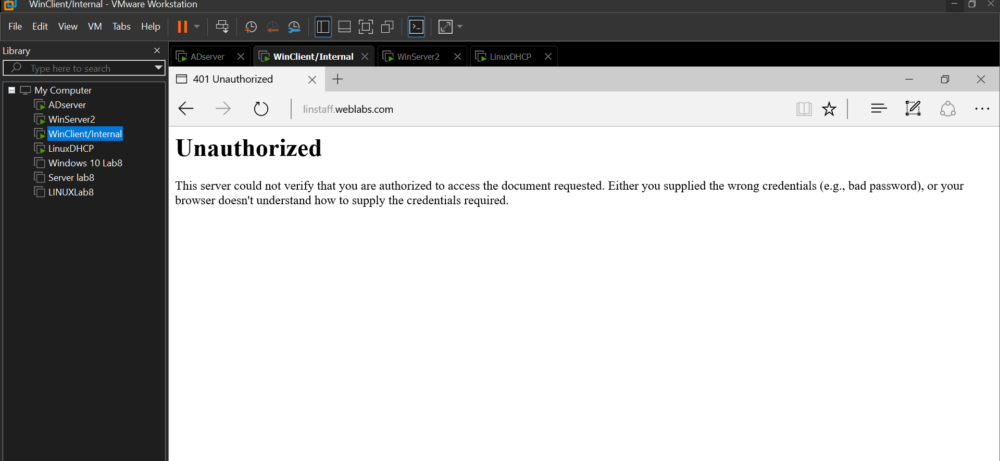 WinClient/Internal - VMware Workstation
File Edit View VM Tabs Help
Library
Type here to search
My Computer
ADserver
WinServer2
WinClient/Internal
LinuxDHCP
Windows 10 Lab8
Server lab8
LINUXLab8
ADserver WinClient/Internal WinServer2 LinuxDHCP
401 Unauthorized
linstaff.weblabs.com
Unauthorized
This server could not verify that you are authorized to access the document requested. Either you supplied the wrong credentials (e.g., bad password), or your
browser doesn't understand how to supply the credentials required.